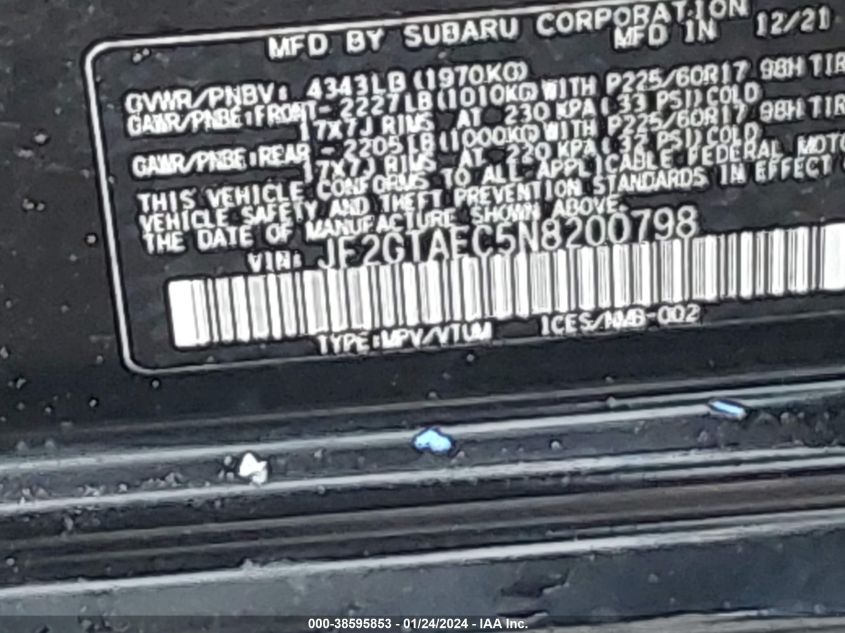 MFD BY SUBARU CORPORATION
MFD IN 12/21
GVWR/PNBV: 4343LB(1970KG)
GAWR/PNBE:FRONT- 2227LB(1010KG)WITH P225/60R17 98H TIR
17X7J RIMS AT 230 KPA( 33 PSI)COLD
GAWR/PNBE:REAR - 2205LB(1000KG)WITH P225/60R17 98H TIR
17X7J RIMS AT 220 KPA( 32 PSI)COLD
THIS VEHICLE CONFORMS TO ALL APPLICABLE FEDERAL MOTO
VEHICLE SAFETY AND THEFT PREVENTION STANDARDS IN EFFECT
THE DATE OF MANUFACTURE SHOWN ABOVE.
VIN: JF2GTAEC5N8200798
TYPE:MPV/VTUM ICES/NMB-002
000-38595853 - 01/24/2024 - IAA Inc.